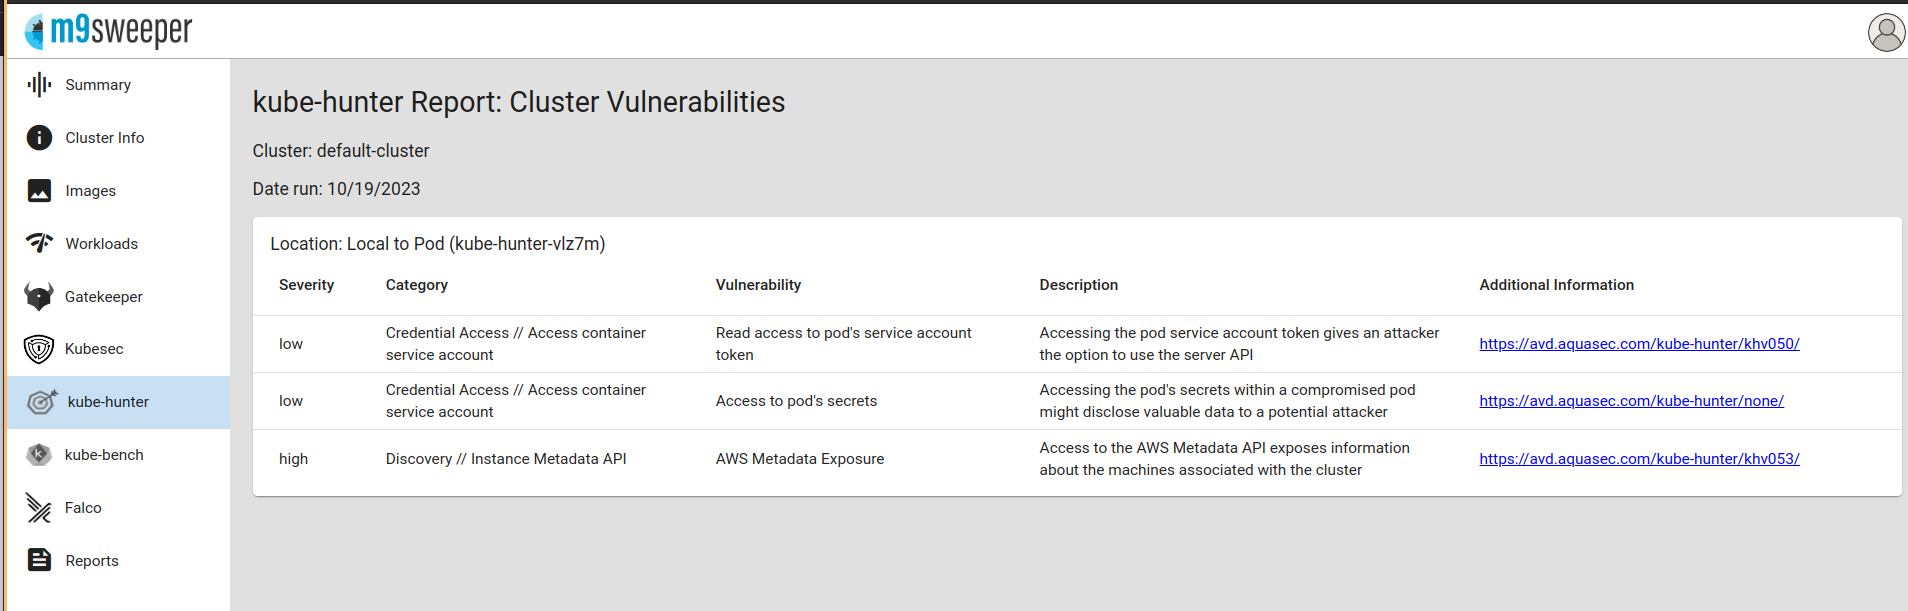 m9sweeper
Summary
Cluster Info
Images
Workloads
Gatekeeper
Kubesec
kube-hunter
kube-bench
Falco
Reports
kube-hunter Report: Cluster Vulnerabilities
Cluster: default-cluster
Date run: 10/19/2023
Location: Local to Pod (kube-hunter-vlz7m)
Severity Category Vulnerability Description Additional Information
low
Credential Access // Access container
service account
Read access to pod's service account
token
Accessing the pod service account token gives an attacker
the option to use the server API
https://avd.aquasec.com/kube-hunter/khv050/
low
Credential Access // Access container
service account
Access to pod's secrets
Accessing the pod's secrets within a compromised pod
might disclose valuable data to a potential attacker
https://avd.aquasec.com/kube-hunter/none/
high
Discovery // Instance Metadata API
AWS Metadata Exposure
Access to the AWS Metadata API exposes information
about the machines associated with the cluster
https://avd.aquasec.com/kube-hunter/khv053/